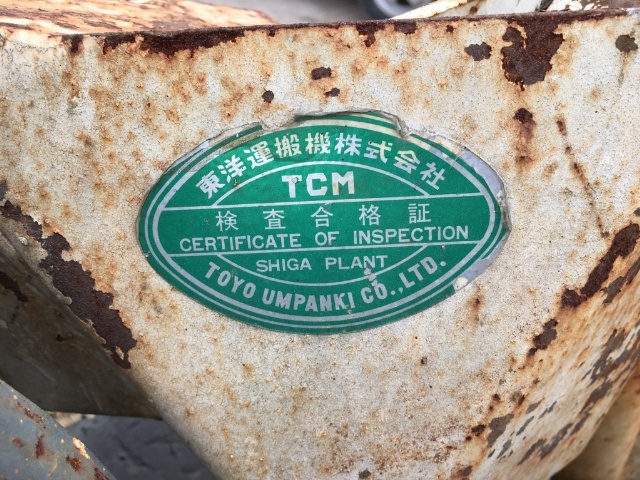 東洋運搬機株式会社
TCM
検査合格証
CERTIFICATE OF INSPECTION
SHIGA PLANT
TOYO UMPANKI CO.,LTD.